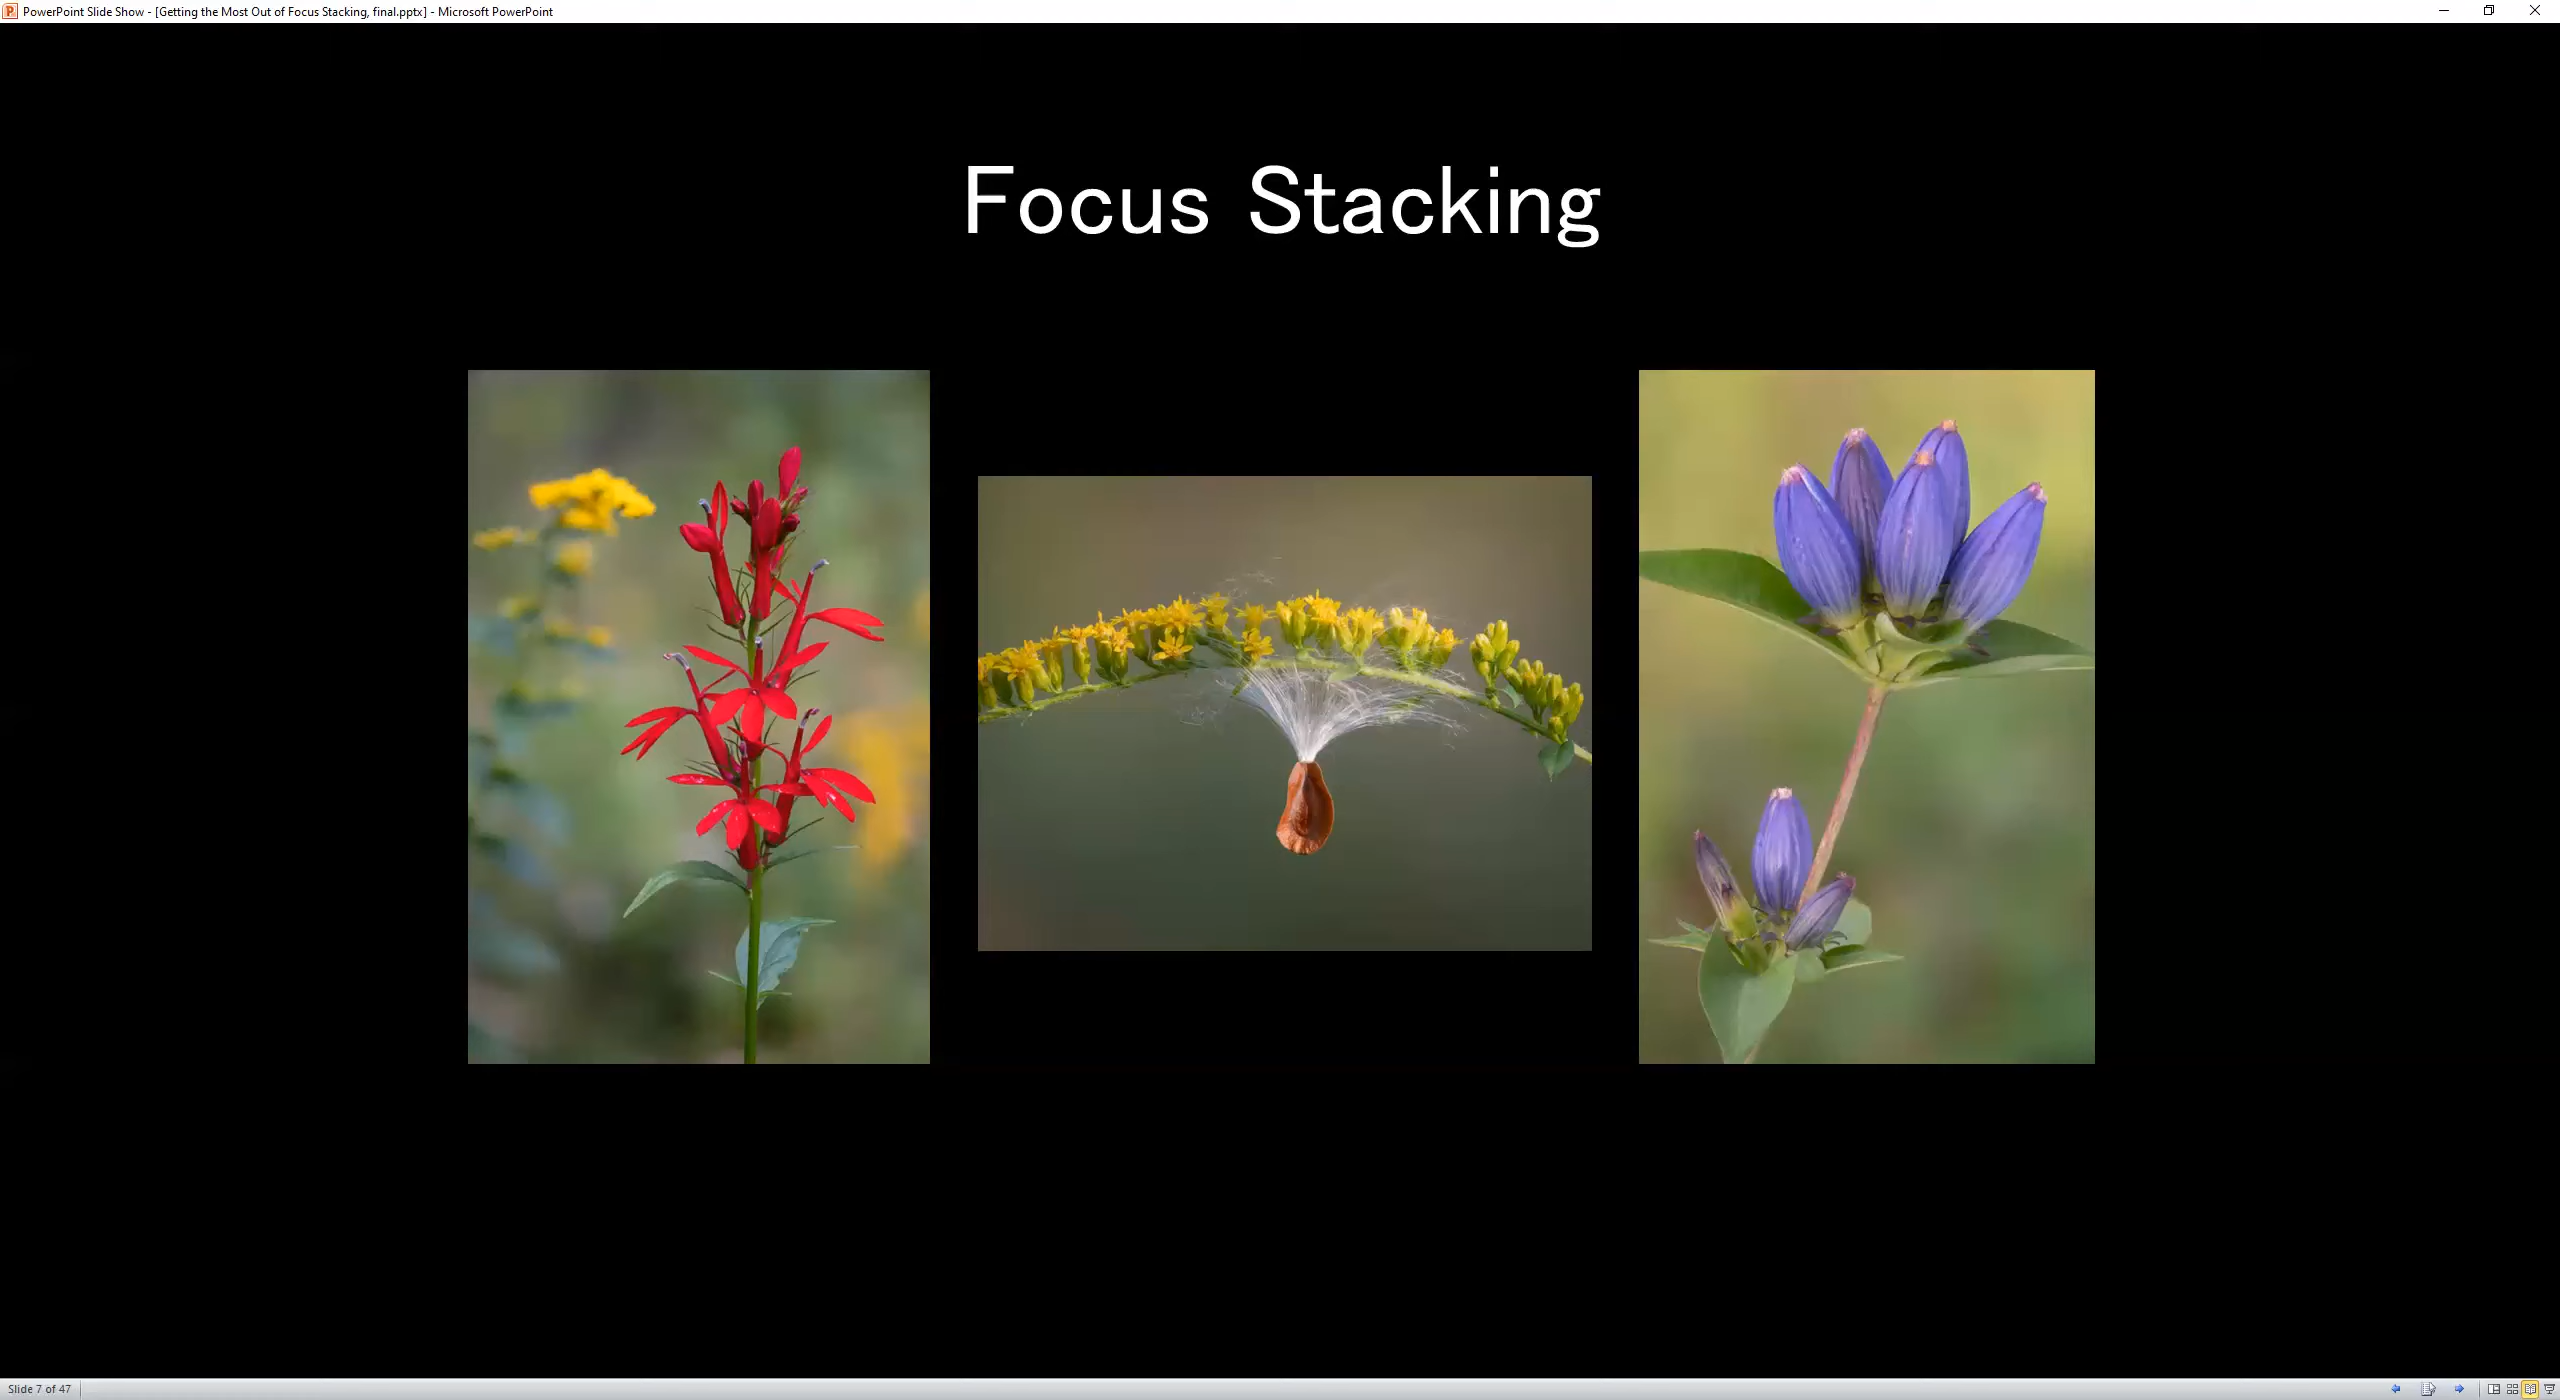 PowerPoint Slide Show - [Getting the Most Out of Focus Stacking, final.pptx] - Microsoft PowerPoint
Focus Stacking
Slide 7 of 47